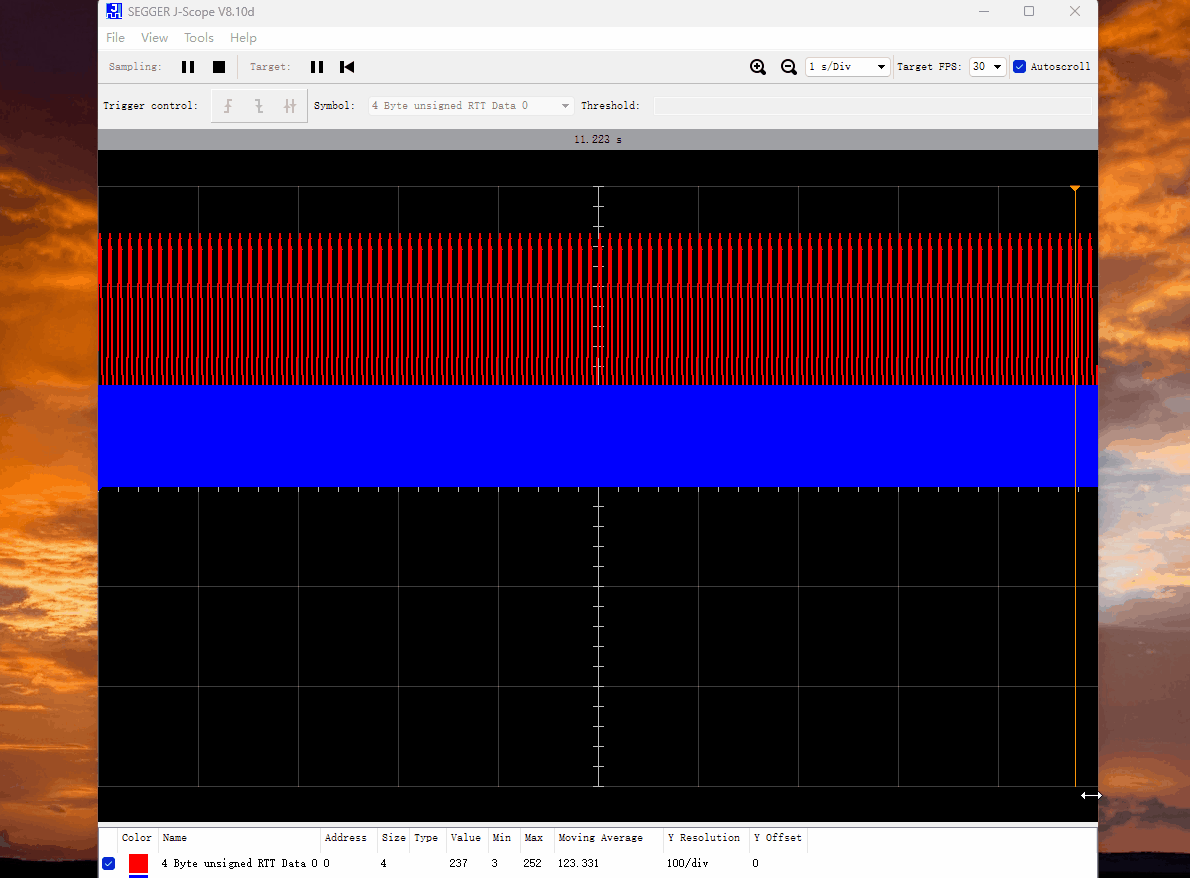 SEGGER J-Scope V8.10d
File View Tools Help
Sampling: Target: 1 s/Div Target FPS: 30 Autoscroll
Trigger control: Symbol: 4 Byte unsigned RTT Data 0 Threshold:
11.223 s
Color Name Address Size Type Value Min Max Moving Average Y Resolution Y Offset
4 Byte unsigned RTT Data 0 0 4 237 3 252 123.331 100/div 0